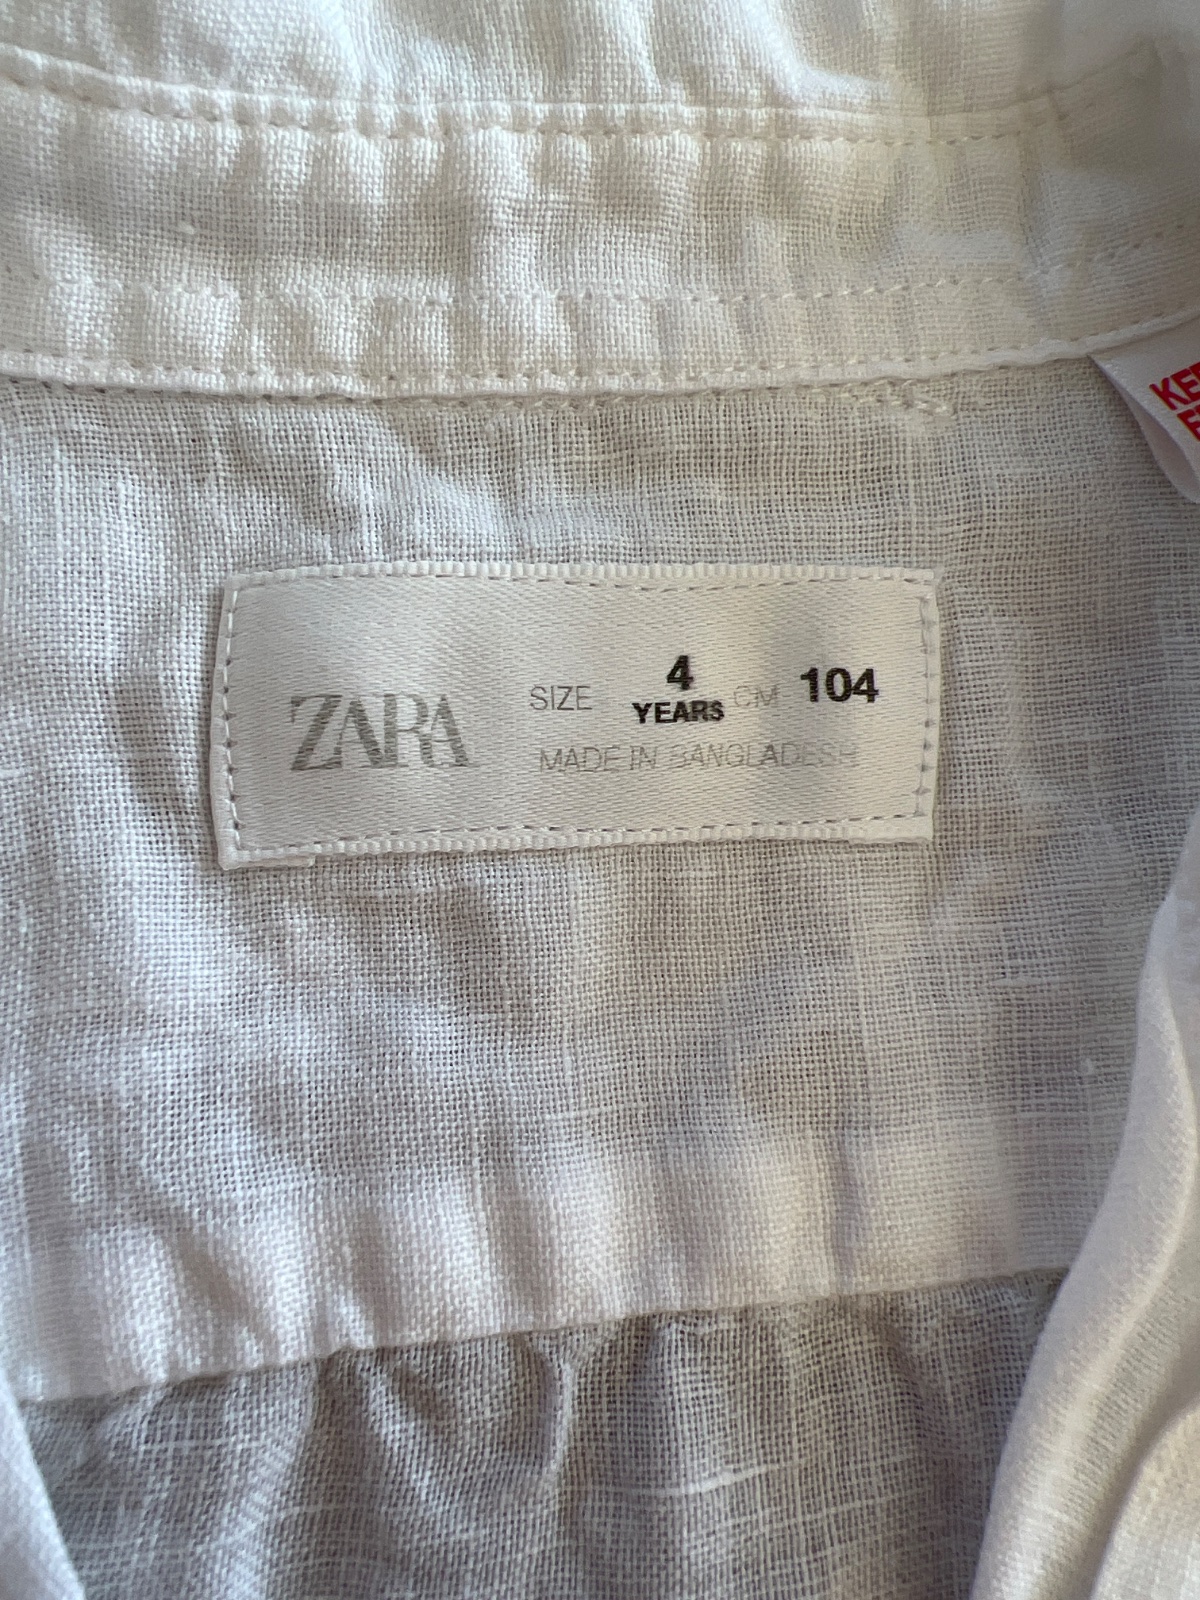 ZARA
SIZE 4 YEARS CM 104
MADE IN BANGLADESH